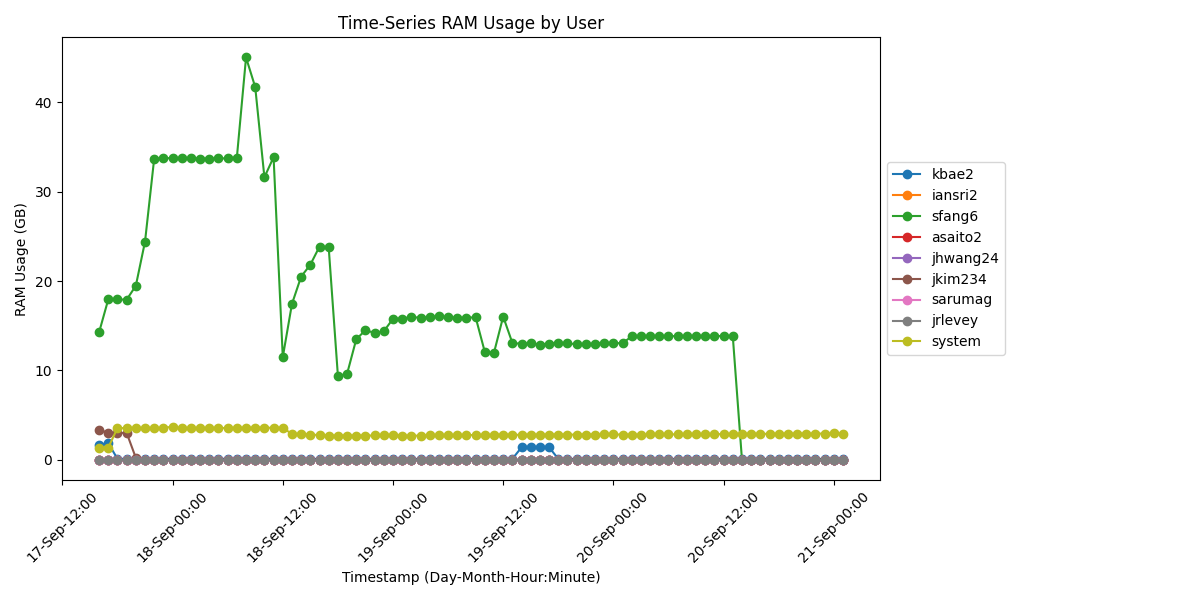 Time-Series RAM Usage by User
RAM Usage (GB)
40
30
20
10
0
17-Sep-12:00
18-Sep-00:00
18-Sep-12:00
19-Sep-00:00
19-Sep-12:00
20-Sep-00:00
20-Sep-12:00
21-Sep-00:00
Timestamp (Day-Month-Hour:Minute)
kbae2
iansri2
sfang6
asaito2
jhwang24
jkim234
sarumag
jrlevey
system